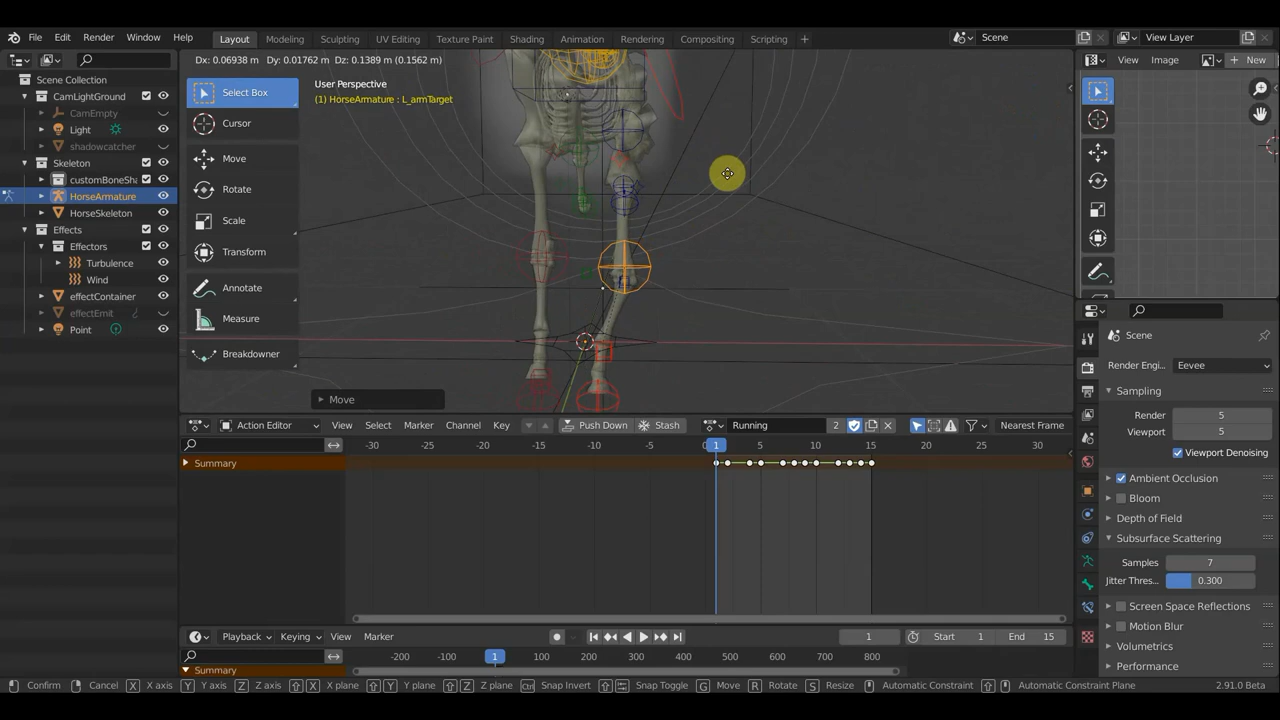 File Edit Render Window Help Layout Modeling Sculpting UV Editing Texture Paint Shading Animation Rendering Compositing Scripting + Scene View Layer
Dx: 0.06938 m Dy: 0.01762 m Dz: 0.1389 m (0.1562 m)
View Image New
Scene Collection
CamLightGround
CamEmpty
Light
shadowcatcher
Skeleton
customBoneSha
HorseArmature
HorseSkeleton
Effects
Effectors
Turbulence
Wind
effectContainer
effectEmit
Point
Select Box
Cursor
Move
Rotate
Scale
Transform
Annotate
Measure
Breakdowner
User Perspective
(1) HorseArmature : L_armTarget
Move
Action Editor View Select Marker Channel Key Push Down Stash Running 2 Nearest Frame
-30 -25 -20 -15 -10 -5 0 1 5 10 15 20 25 30
Summary
Playback Keying View Marker 1 Start 1 End 15
-200 -100 1 100 200 300 400 500 600 700 800
Summary
Scene
Render Engi... Eevee
Sampling
Render 5
Viewport 5
Viewport Denoising
Ambient Occlusion
Bloom
Depth of Field
Subsurface Scattering
Samples 7
Jitter Thres... 0.300
Screen Space Reflections
Motion Blur
Volumetrics
Performance
Confirm Cancel X X axis Y Y axis Z Z axis X X plane Y Y plane Z Z plane Ctrl Snap Invert Snap Toggle G Move R Rotate S Resize Automatic Constraint Automatic Constraint Plane 2.91.0 Beta